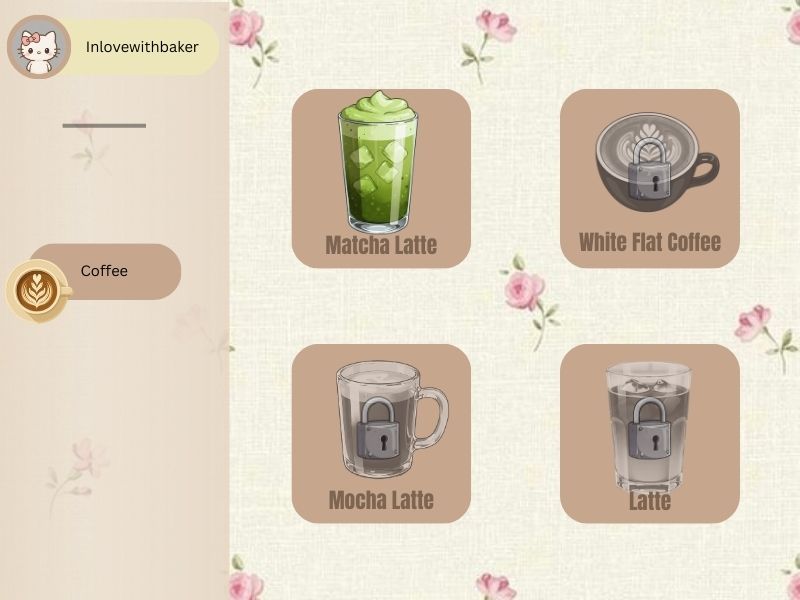 Inlovewithbaker
Coffee
Matcha Latte
White Flat Coffee
Mocha Latte
Latte